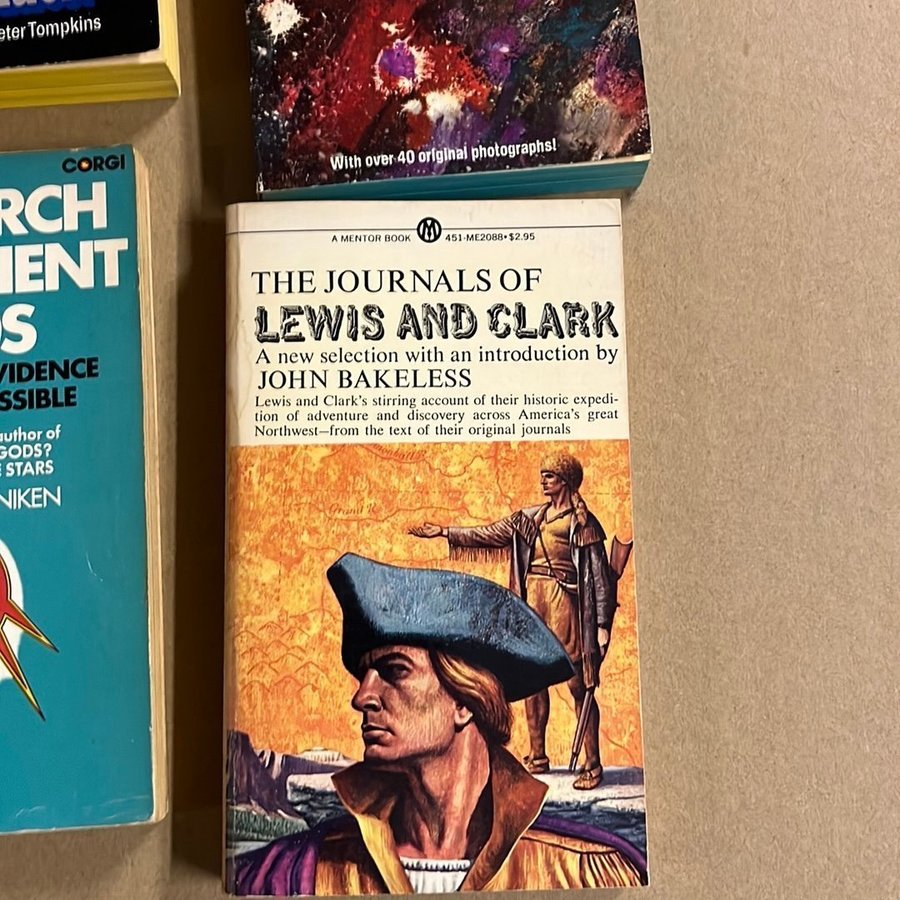 eter Tompkins
With over 40 original photographs!
CORGI
RCH
IENT
DS
VIDENCE
SSIBLE
author of
GODS?
E STARS
NIKEN
A MENTOR BOOK M 451-ME2088•$2.95
THE JOURNALS OF
LEWIS AND CLARK
A new selection with an introduction by
JOHN BAKELESS
Lewis and Clark's stirring account of their historic expedi-
tion of adventure and discovery across America's great
Northwest—from the text of their original journals
Grand R.